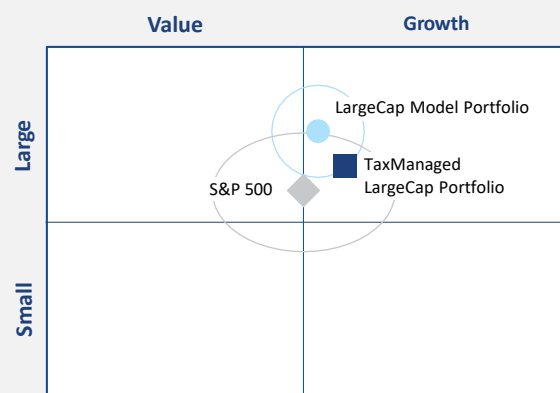 Value
Growth
Large
LargeCap Model Portfolio
TaxManaged
LargeCap Portfolio
S&P 500
Small